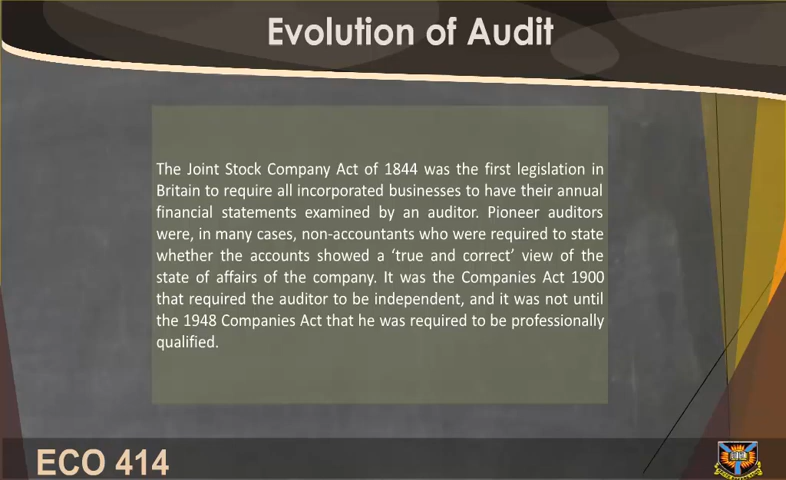 Evolution of Audit
The Joint Stock Company Act of 1844 was the first legislation in
Britain to require all incorporated businesses to have their annual
financial statements examined by an auditor. Pioneer auditors
were, in many cases, non-accountants who were required to state
whether the accounts showed a ‘true and correct’ view of the
state of affairs of the company. It was the Companies Act 1900
that required the auditor to be independent, and it was not until
the 1948 Companies Act that he was required to be professionally
qualified.
ECO 414